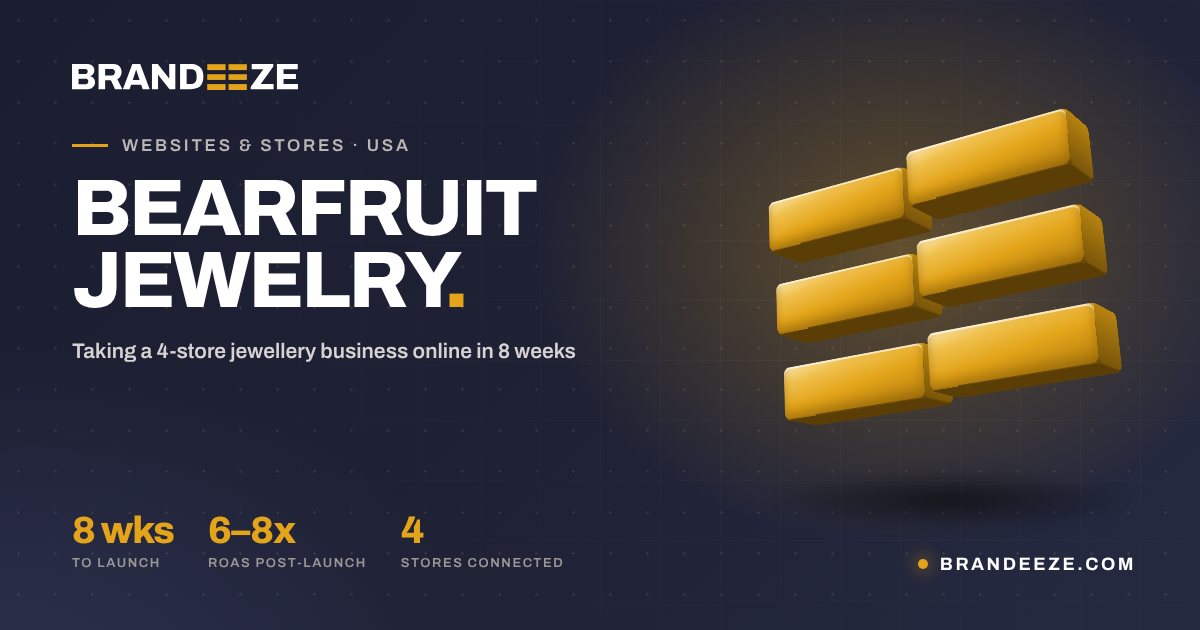 BRANDEEZE
WEBSITES & STORES · USA
BEARFRUIT
JEWELRY.
Taking a 4-store jewellery business online in 8 weeks
8 wks
TO LAUNCH
6–8x
ROAS POST-LAUNCH
4
STORES CONNECTED
BRANDEEZE.COM